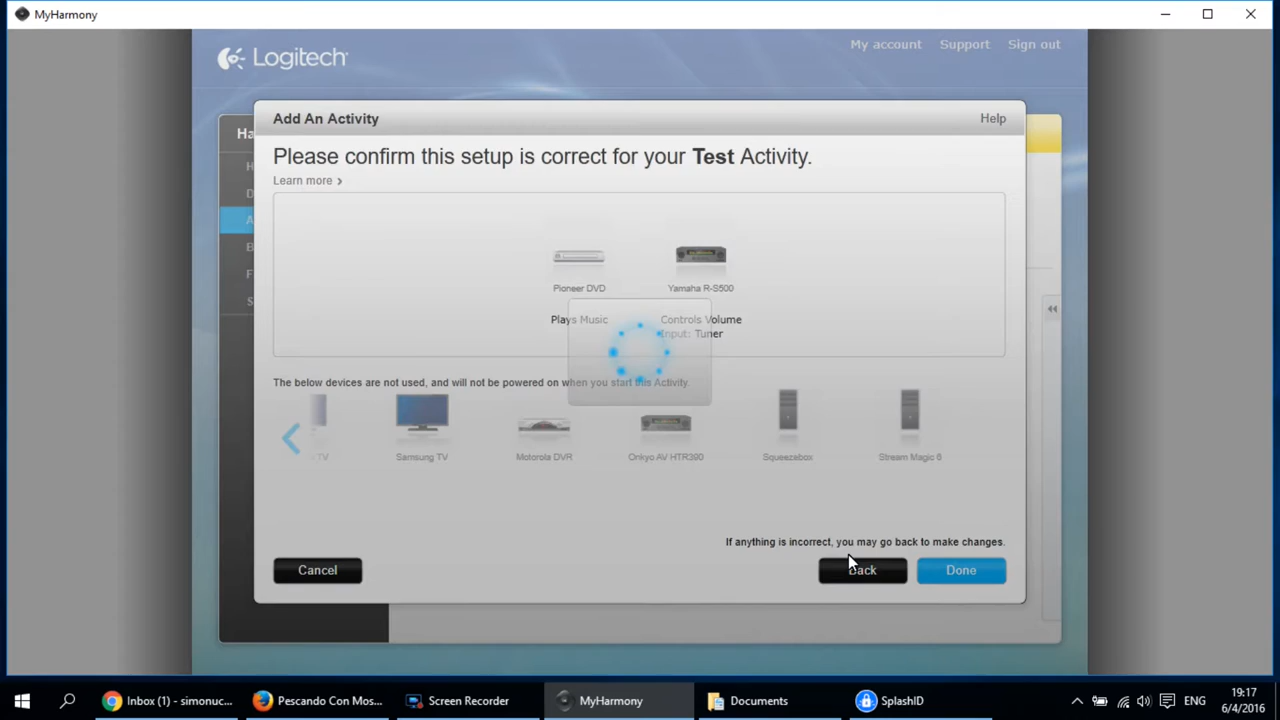 MyHarmony
Logitech
My account Support Sign out
Ha
Add An Activity
Help
Please confirm this setup is correct for your Test Activity.
Learn more >
Pioneer DVD
Yamaha R-S500
Plays Music
Controls Volume
Input: Tuner
The below devices are not used, and will not be powered on when you start this Activity.
TV
Samsung TV
Motorola DVR
Onkyo AV HTR390
Squeezebox
Stream Magic 6
If anything is incorrect, you may go back to make changes.
Cancel
Back
Done
Inbox (1) - simonuc...
Pescando Con Mos...
Screen Recorder
MyHarmony
Documents
SplashID
ENG
19:17
6/4/2016